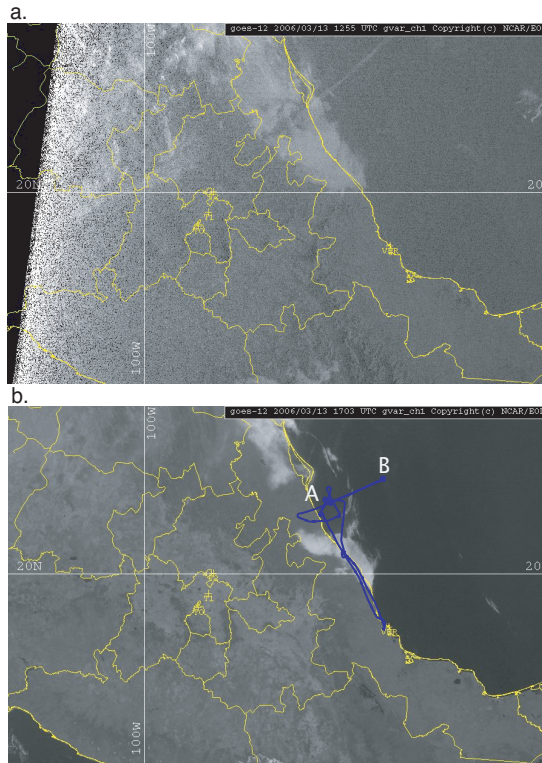 a.
goes-12 2006/03/13 1255 UTC gvar_ch1 Copyright(c) NCAR/EO
100W
20N
20
VER
100W
b.
goes-12 2006/03/13 1703 UTC gvar_ch1 Copyright(c) NCAR/EO
100W
B
A
20N
20
VER
100W